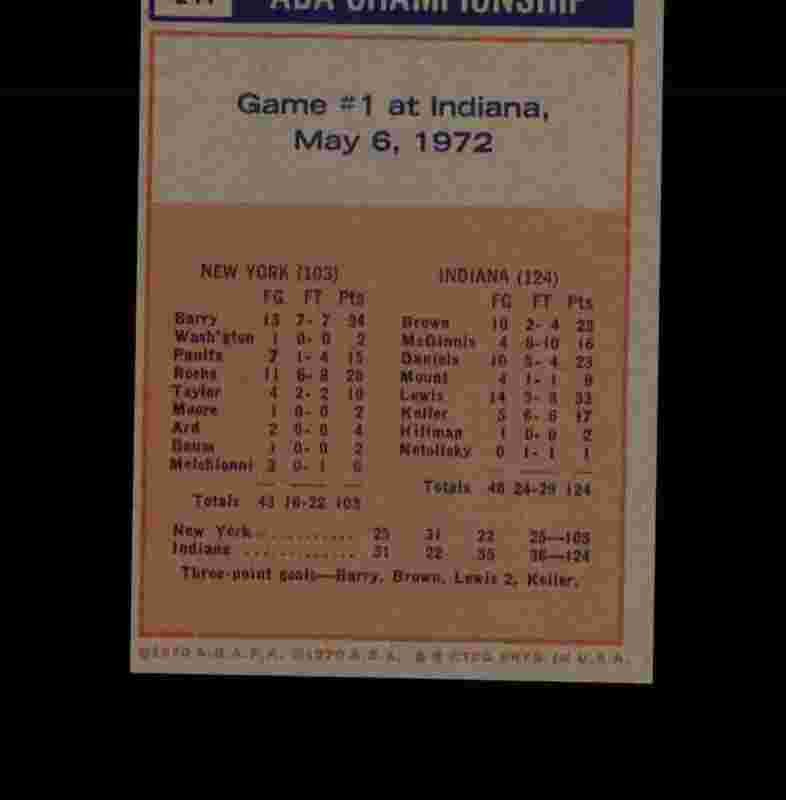 ABA CHAMPIONSHIP
Game #1 at Indiana,
May 6, 1972
NEW YORK (103)
FG FT Pts
Barry 13 7- 7 34
Wash'gton 1 0- 0 2
Paultz 7 1- 4 15
Roche 11 6- 8 28
Taylor 4 2- 2 10
Moore 1 0- 0 2
Ard 2 0- 0 4
Baum 1 0- 0 2
Melchionni 3 0- 1 6
Totals 43 16-22 103
INDIANA (124)
FG FT Pts
Brown 10 2- 4 23
McGinnis 4 8-10 16
Daniels 10 3- 4 23
Mount 4 1- 1 9
Lewis 14 3- 3 33
Keller 5 6- 6 17
Hillman 1 0- 0 2
Netolicky 0 1- 1 1
Totals 48 24-29 124
New York............ 25 31 22 25—103
Indiana ............. 31 22 35 36—124
Three-point goals—Barry, Brown, Lewis 2, Keller.
IN U.S.A.